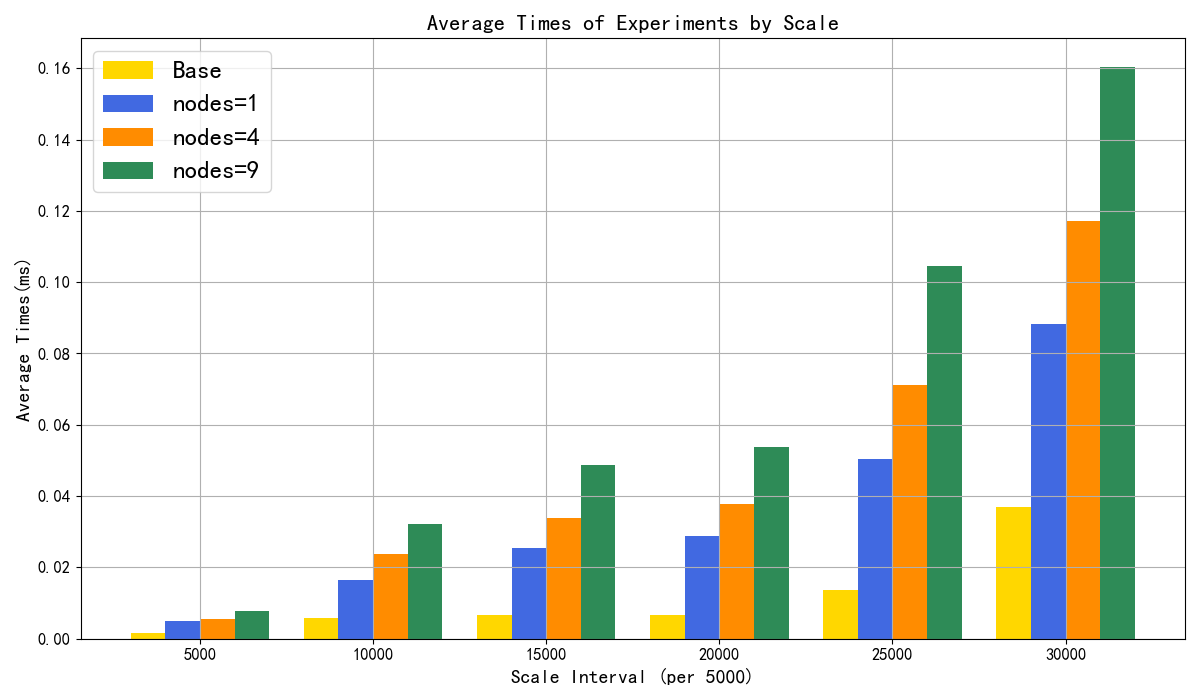 Average Times of Experiments by Scale
Base
nodes=1
nodes=4
nodes=9
0.16
0.14
0.12
0.10
0.08
0.06
0.04
0.02
0.00
Average Times(ms)
5000 10000 15000 20000 25000 30000
Scale Interval (per 5000)